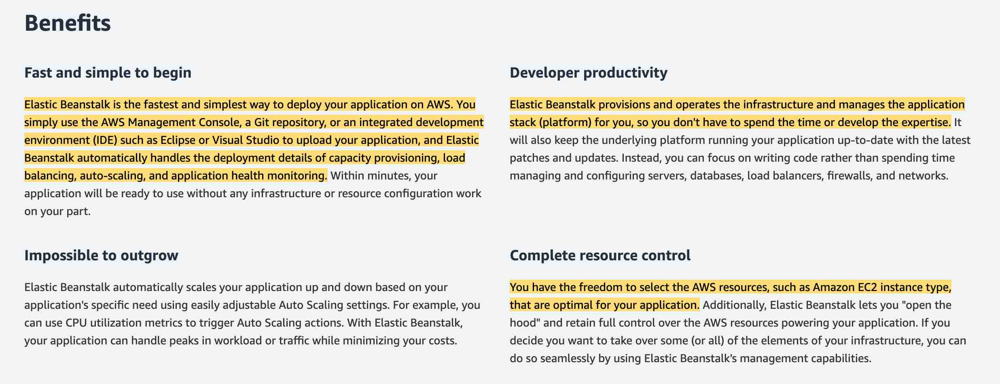 Benefits
Fast and simple to begin
Elastic Beanstalk is the fastest and simplest way to deploy your application on AWS. You
simply use the AWS Management Console, a Git repository, or an integrated development
environment (IDE) such as Eclipse or Visual Studio to upload your application, and Elastic
Beanstalk automatically handles the deployment details of capacity provisioning, load
balancing, auto-scaling, and application health monitoring. Within minutes, your
application will be ready to use without any infrastructure or resource configuration work
on your part.
Developer productivity
Elastic Beanstalk provisions and operates the infrastructure and manages the application
stack (platform) for you, so you don't have to spend the time or develop the expertise. It
will also keep the underlying platform running your application up-to-date with the latest
patches and updates. Instead, you can focus on writing code rather than spending time
managing and configuring servers, databases, load balancers, firewalls, and networks.
Impossible to outgrow
Elastic Beanstalk automatically scales your application up and down based on your
application's specific need using easily adjustable Auto Scaling settings. For example, you
can use CPU utilization metrics to trigger Auto Scaling actions. With Elastic Beanstalk,
your application can handle peaks in workload or traffic while minimizing your costs.
Complete resource control
You have the freedom to select the AWS resources, such as Amazon EC2 instance type,
that are optimal for your application. Additionally, Elastic Beanstalk lets you "open the
hood" and retain full control over the AWS resources powering your application. If you
decide you want to take over some (or all) of the elements of your infrastructure, you can
do so seamlessly by using Elastic Beanstalk's management capabilities.